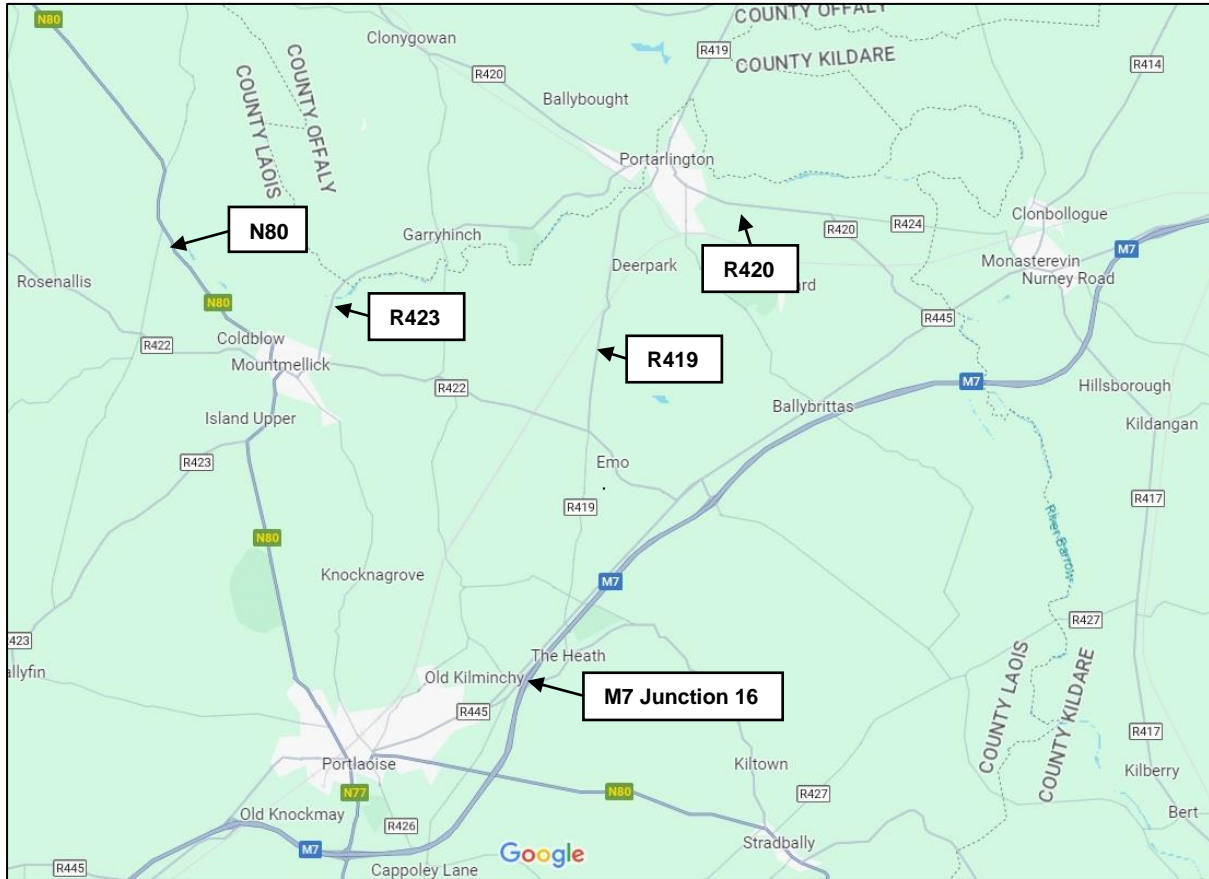 N80
COUNTY OFFALY
COUNTY KILDARE
Clonygowan
R419
R420
R414
Ballybought
COUNTY OFFALY
COUNTY LAOIS
Portarlington
N80
Garryhinch
R424
R420
Clonbollogue
M7
Monasterevin
Nurney Road
Rosenallis
Deerpark
R420
ard
N80
R423
R445
Coldblow
R422
Mountmellick
R419
R422
M7
Hillsborough
Ballybrittas
Island Upper
Kildangan
R423
Emo
R417
R419
N80
River Barrow
Knocknagrove
M7
R427
423
allyfin
The Heath
Old Kilminchy
M7 Junction 16
COUNTY LAOIS
COUNTY KILDARE
R445
R417
Portlaoise
Kiltown
Kilberry
N77
N80
R427
Old Knockmay
R426
Bert
Stradbally
M7
Google
R445
Cappoley Lane